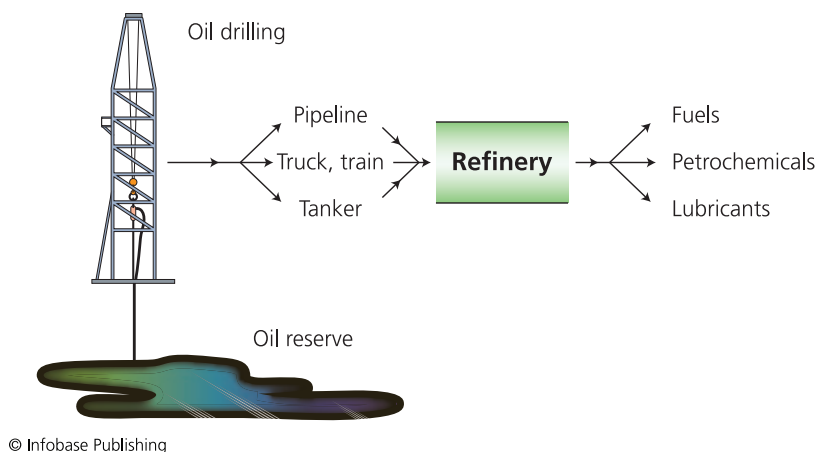 Oil drilling
Pipeline
Truck, train
Tanker
Refinery
Fuels
Petrochemicals
Lubricants
Oil reserve
© Infobase Publishing